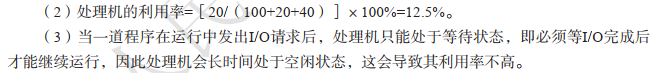 （2）处理机的利用率=［20/（100+20+40）］×100%=12.5%。
（3）当一道程序在运行中发出I/O请求后，处理机只能处于等待状态，即必须等I/O完成后
才能继续运行，因此处理机会长时间处于空闲状态，这会导致其利用率不高。